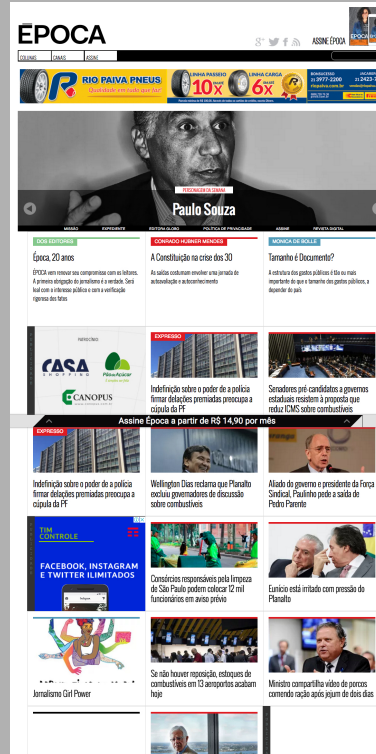 ÉPOCA
ASSINE ÉPOCA
ÉPOCA
COLUNAS CANAIS ASSINE
RIO PAIVA PNEUS
Qualidade em tudo que faz!
LINHA PASSEIO
10X
LINHA CARGA
6X
BONSUCESSO
21 3977-2200
riopaiva.com.br
PERSONAGEM DA SEMANA
Paulo Souza
MISSÃO EXPEDIENTE EDITORA GLOBO POLÍTICA DE PRIVACIDADE ASSINE REVISTA DIGITAL
DOS EDITORES
Época, 20 anos
ÉPOCA vem renovar seu compromisso com os leitores.
A primeira obrigação do jornalismo é a verdade. Será
leal com o interesse público e com a verificação
rigorosa dos fatos
CONRADO HÜBNER MENDES
A Constituição na crise dos 30
As saídas costumam envolver uma jornada de
autoavaliação e autoconhecimento
MONICA DE BOLLE
Tamanho é Documento?
A estrutura dos gastos públicos é tão ou mais
importante do que o tamanho dos gastos públicos, a
depender do país
PATROCÍNIO
CASA
SHOPPING
Pão de Açúcar
CANOPUS
EXPRESSO
Indefinição sobre o poder de a polícia
firmar delações premiadas preocupa a
cúpula da PF
Senadores pré candidatos a governos
estaduais resistem à proposta que
reduz ICMS sobre combustíveis
Assine Época a partir de R$ 14,90 por mês
EXPRESSO
Indefinição sobre o poder de a polícia
firmar delações premiadas preocupa a
cúpula da PF
Wellington Dias reclama que Planalto
excluiu governadores de discussão
sobre combustíveis
Aliado do governo e presidente da Força
Sindical, Paulinho pede a saída de
Pedro Parente
TIM
CONTROLE
FACEBOOK, INSTAGRAM
E TWITTER ILIMITADOS
Consórcios responsáveis pela limpeza
de São Paulo podem colocar 12 mil
funcionários em aviso prévio
Eunício está irritado com pressão do
Planalto
Jornalismo Girl Power
Se não houver reposição, estoques de
combustíveis em 13 aeroportos acabam
hoje
Ministro compartilha vídeo de porcos
comendo ração após jejum de dois dias